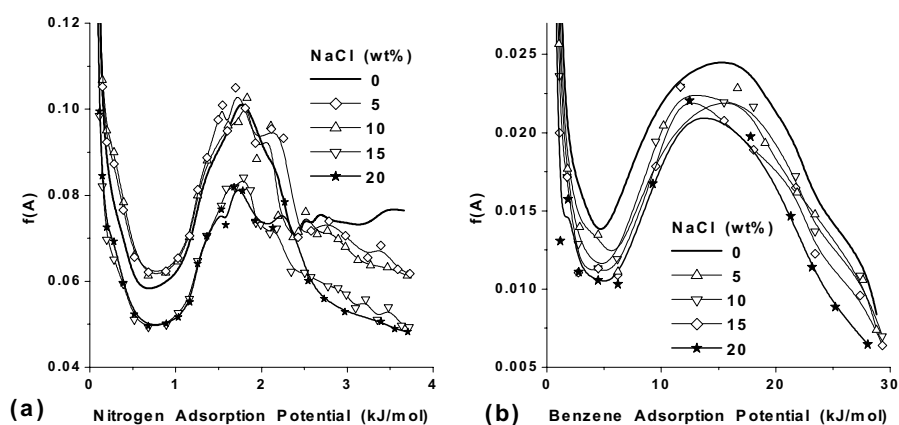 0.12
0.10
0.08
0.06
0.04
f(A)
0 1 2 3 4
NaCl (wt%)
0
5
10
15
20
(a) Nitrogen Adsorption Potential (kJ/mol)
0.025
0.020
0.015
0.010
0.005
f(A)
0 10 20 30
NaCl (wt%)
0
5
10
15
20
(b) Benzene Adsorption Potential (kJ/mol)